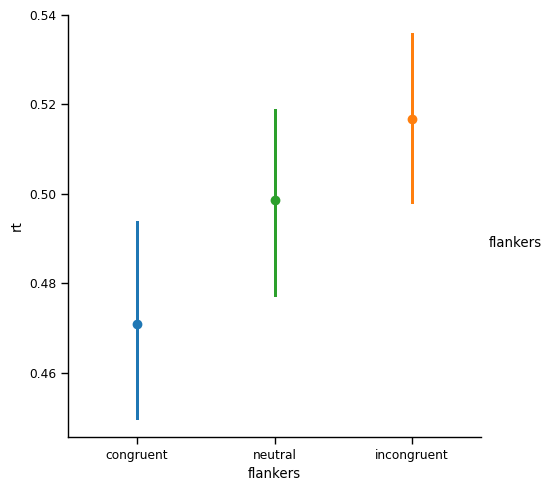 0.54
0.52
0.50
0.48
0.46
rt
congruent
neutral
incongruent
flankers
flankers